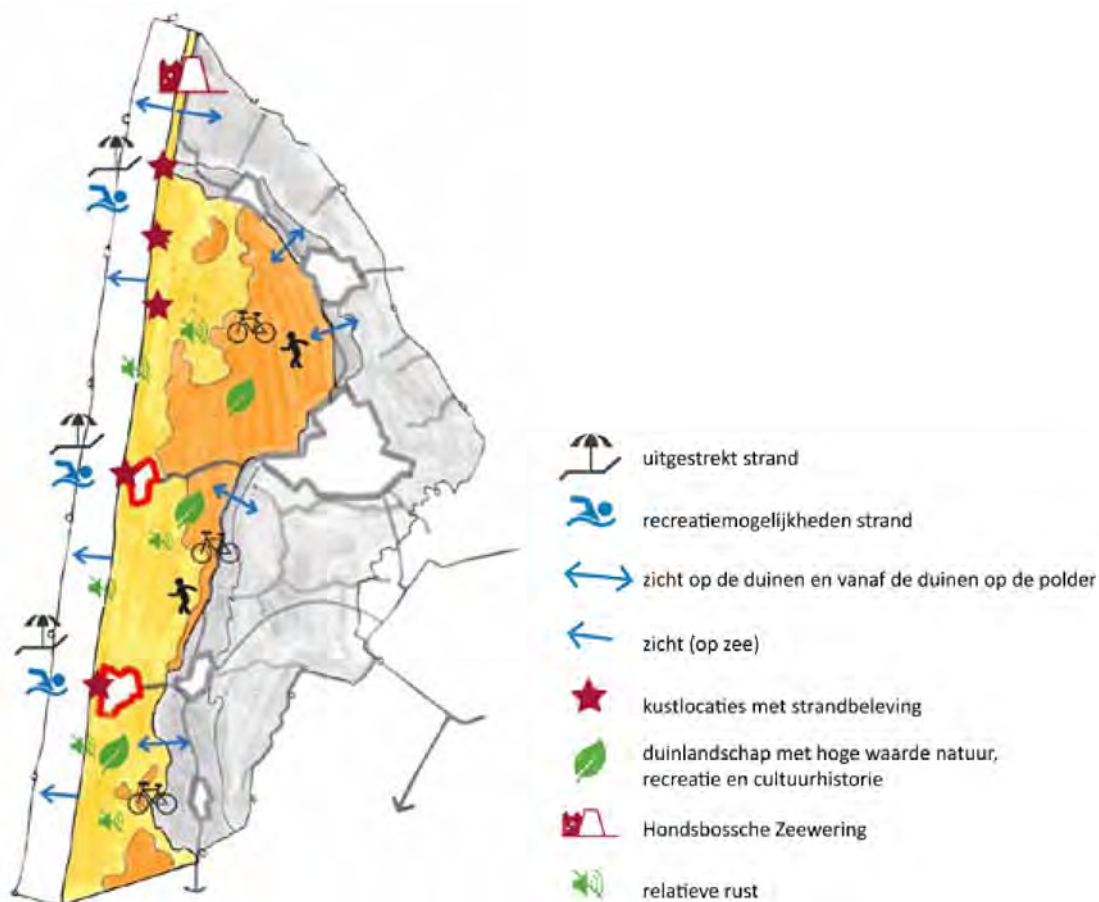 uitgestrekt strand
recreatiemogelijkheden strand
zicht op de duinen en vanaf de duinen op de polder
zicht (op zee)
kustlocaties met strandbeleving
duinlandschap met hoge waarde natuur,
recreatie en cultuurhistorie
Hondsbossche Zeewering
relatieve rust